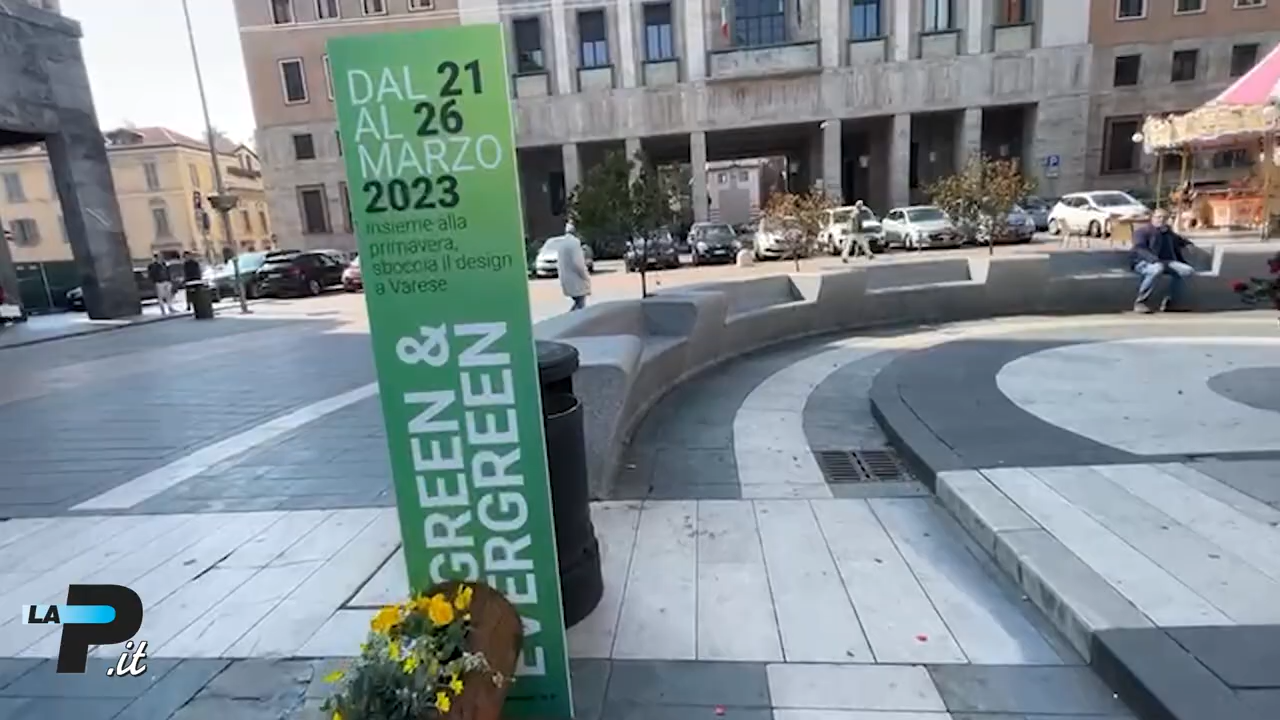 DAL 21
AL 26
MARZO
2023
insieme alla
primavera,
sboccia il design
a Varese
GREEN &
EVERGREEN
P
LA P
.it